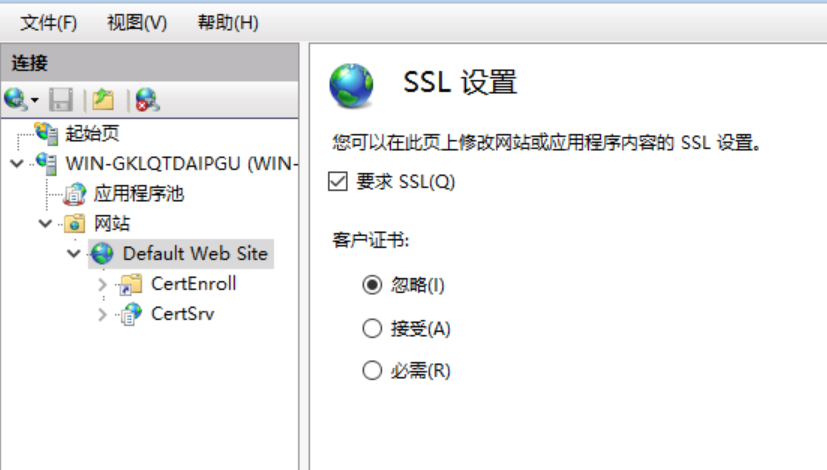 文件(F) 视图(V) 帮助(H)
连接
起始页
WIN-GKLQTDAIPGU (WIN-
应用程序池
网站
Default Web Site
CertEnroll
CertSrv
SSL 设置
您可以在此页上修改网站或应用程序内容的 SSL 设置。
要求 SSL(Q)
客户证书:
忽略(I)
接受(A)
必需(R)